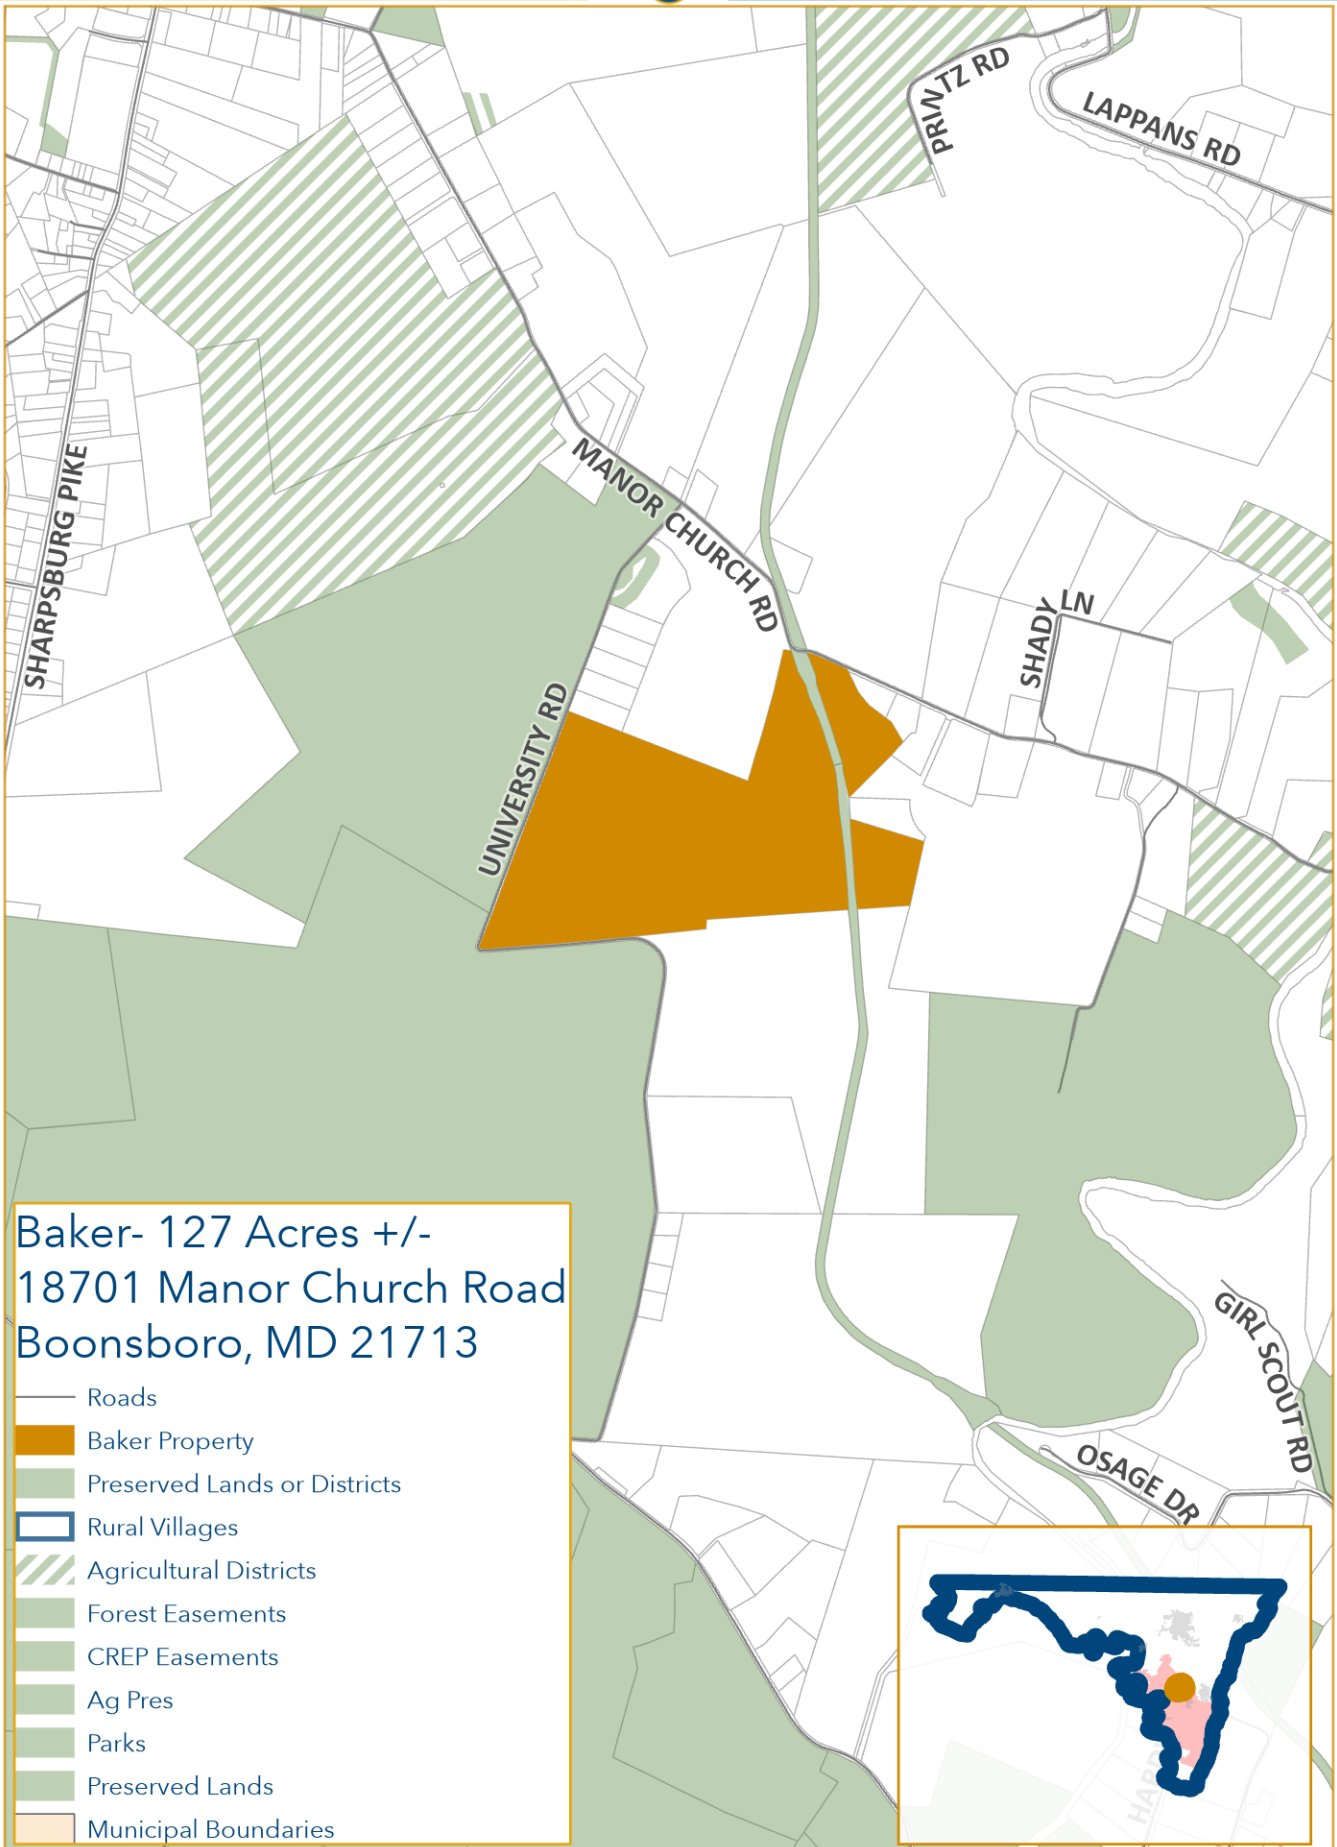 PRINTZ RD
LAPPANS RD
SHARPSBURG PIKE
MANOR CHURCH RD
SHADY LN
UNIVERSITY RD
GIRL SCOUT RD
OSAGE DR
Baker- 127 Acres +/-
18701 Manor Church Road
Boonsboro, MD 21713
Roads
Baker Property
Preserved Lands or Districts
Rural Villages
Agricultural Districts
Forest Easements
CREP Easements
Ag Pres
Parks
Preserved Lands
Municipal Boundaries